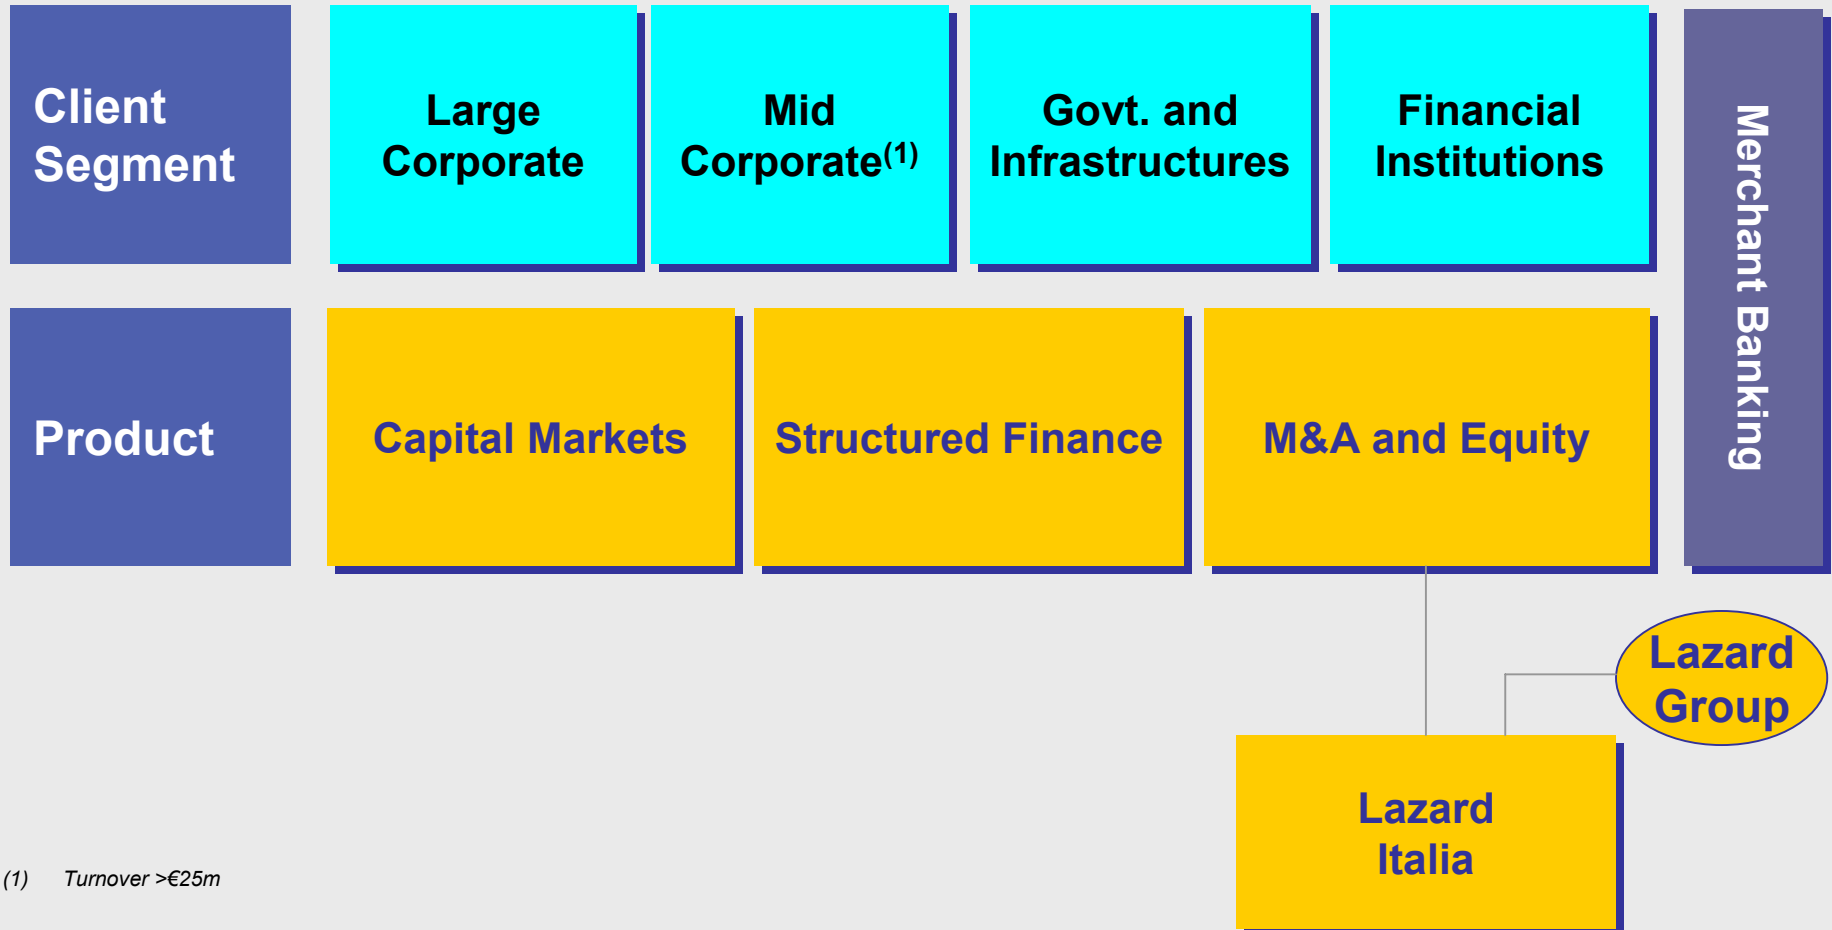 Client
Segment
Large
Corporate
Mid
Corporate(1)
Govt. and
Infrastructures
Financial
Institutions
Merchant Banking
Product
Capital Markets
Structured Finance
M&A and Equity
Lazard
Group
Lazard
Italia
(1) Turnover >€25m